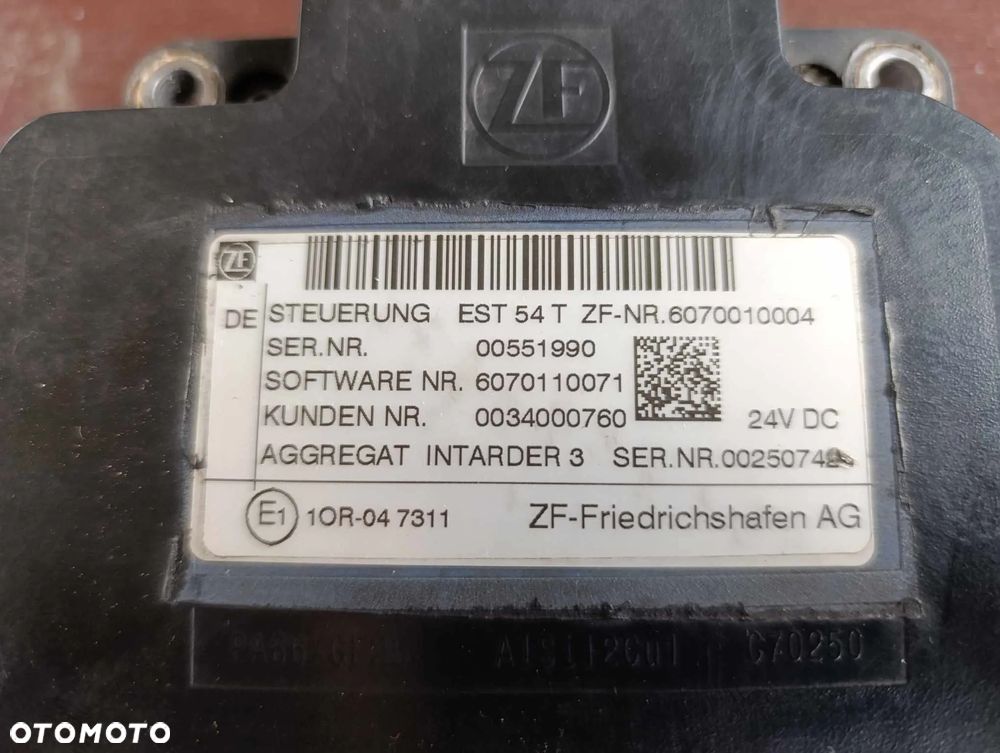 ZF
ZF
DE STEUERUNG EST 54 T ZF-NR.6070010004
SER.NR. 00551990
SOFTWARE NR. 6070110071
KUNDEN NR. 0034000760 24V DC
AGGREGAT INTARDER 3 SER.NR.
E1 10R-04 7311 ZF-Friedrichshafen AG
C70250
OTOMOTO